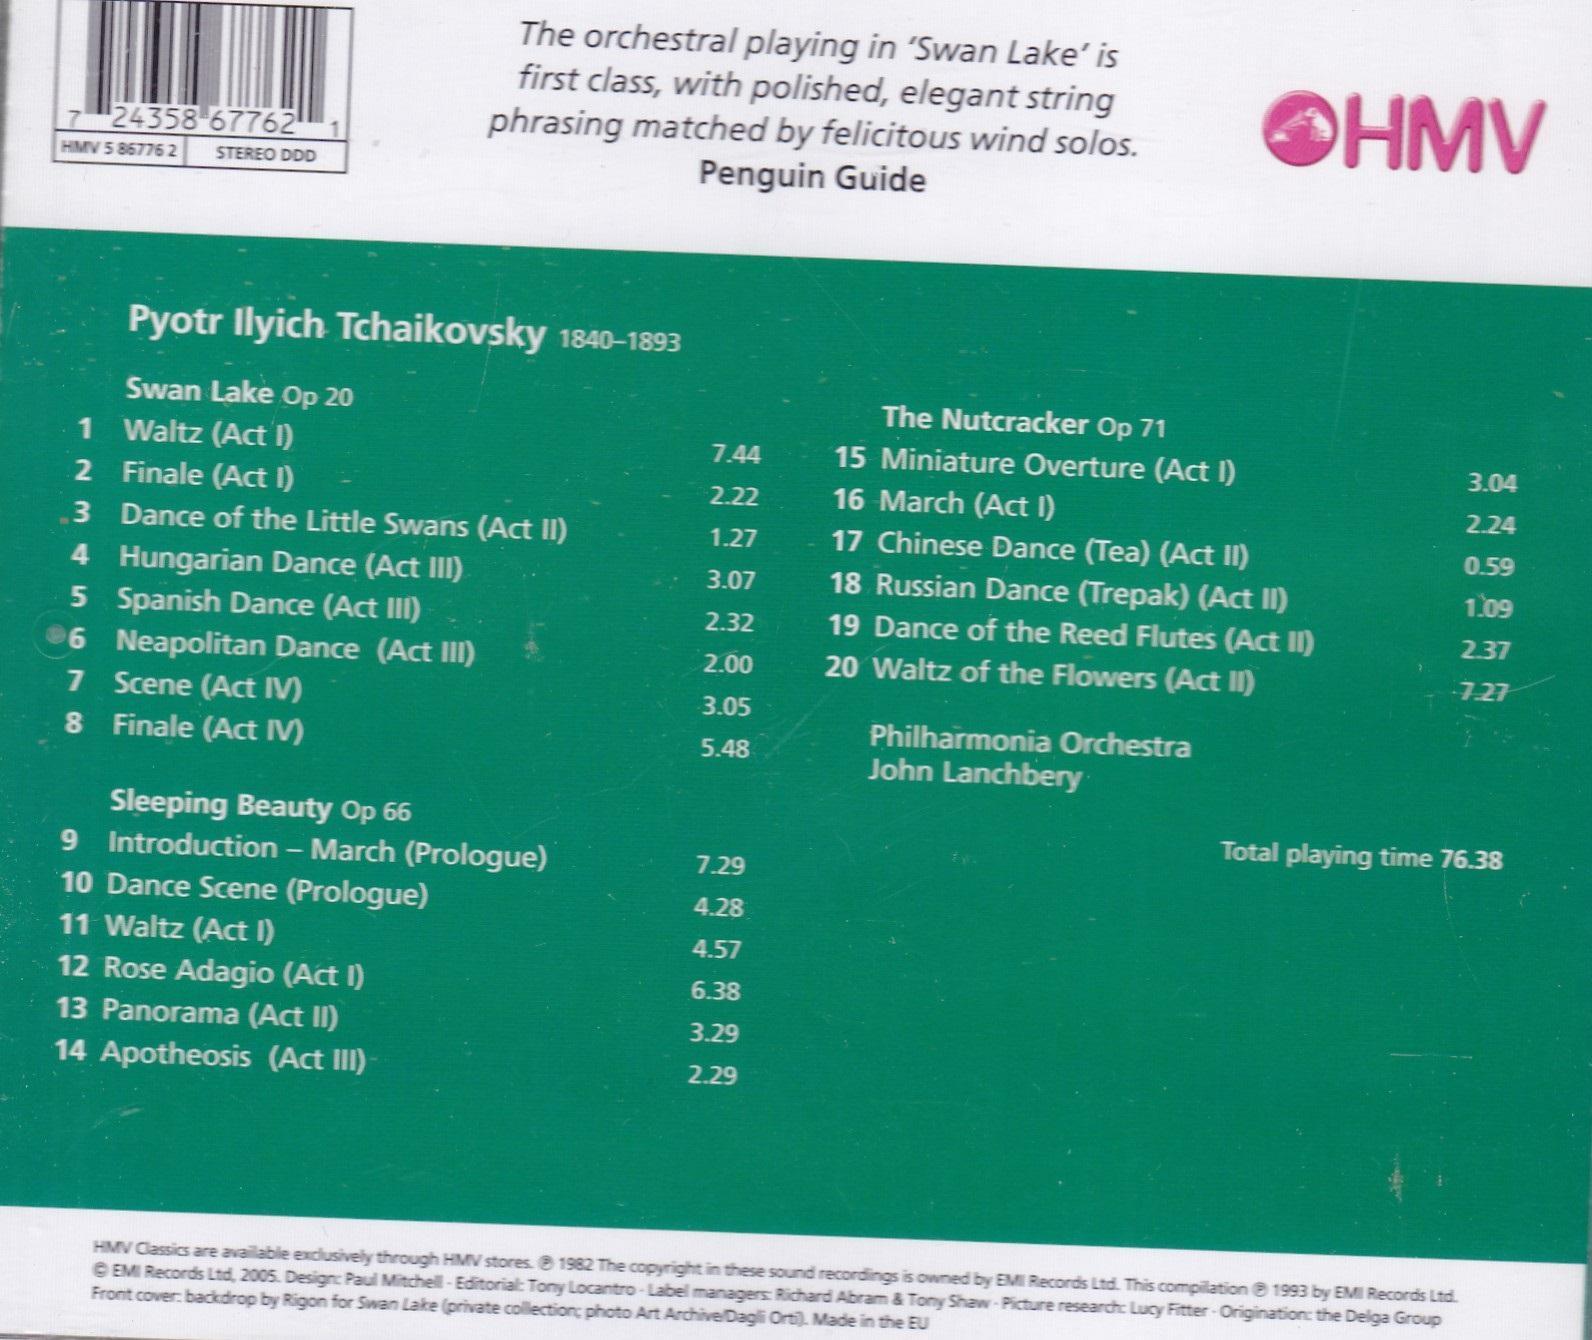 7 24358 67762 1
HMV 5 86776 2 STEREO DDD
The orchestral playing in ‘Swan Lake’ is
first class, with polished, elegant string
phrasing matched by felicitous wind solos.
Penguin Guide
HMV
Pyotr Ilyich Tchaikovsky 1840–1893
Swan Lake Op 20
1 Waltz (Act I) 7.44
2 Finale (Act I) 2.22
3 Dance of the Little Swans (Act II) 1.27
4 Hungarian Dance (Act III) 3.07
5 Spanish Dance (Act III) 2.32
6 Neapolitan Dance (Act III) 2.00
7 Scene (Act IV) 3.05
8 Finale (Act IV) 5.48
Sleeping Beauty Op 66
9 Introduction – March (Prologue) 7.29
10 Dance Scene (Prologue) 4.28
11 Waltz (Act I) 4.57
12 Rose Adagio (Act I) 6.38
13 Panorama (Act II) 3.29
14 Apotheosis (Act III) 2.29
The Nutcracker Op 71
15 Miniature Overture (Act I) 3.04
16 March (Act I) 2.24
17 Chinese Dance (Tea) (Act II) 0.59
18 Russian Dance (Trepak) (Act II) 1.09
19 Dance of the Reed Flutes (Act II) 2.37
20 Waltz of the Flowers (Act II) 7.27
Philharmonia Orchestra
John Lanchbery
Total playing time 76.38
HMV Classics are available exclusively through HMV stores. ℗ 1982 The copyright in these sound recordings is owned by EMI Records Ltd. This compilation ℗ 1993 by EMI Records Ltd.
© EMI Records Ltd, 2005. Design: Paul Mitchell · Editorial: Tony Locantro · Label managers: Richard Abram & Tony Shaw · Picture research: Lucy Fitter · Origination: the Delga Group
Front cover: backdrop by Rigon for Swan Lake (private collection; photo Art Archive/Dagli Orti). Made in the EU